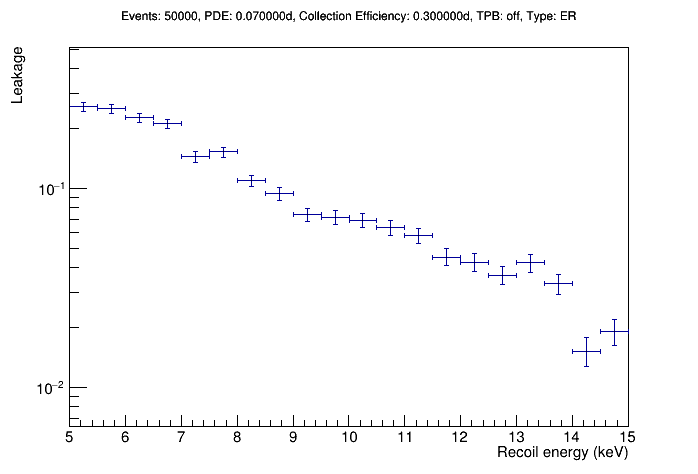 Events: 50000, PDE: 0.070000d, Collection Efficiency: 0.300000d, TPB: off, Type: ER
Leakage
10⁻¹
10⁻²
5 6 7 8 9 10 11 12 13 14 15
Recoil energy (keV)